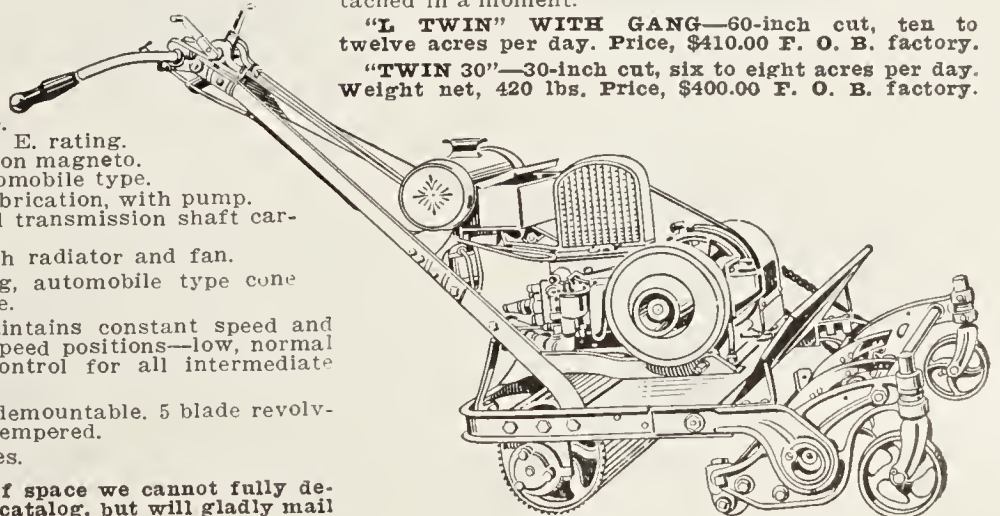 tached in a moment.
“L TWIN” WITH GANG—60-inch cut, ten to
twelve acres per day. Price, $410.00 F. O. B. factory.
“TWIN 30”—30-inch cut, six to eight acres per day.
Weight net, 420 lbs. Price, $400.00 F. O. B. factory.
E. rating.
on magneto.
omobile type.
brication, with pump.
l transmission shaft car-
h radiator and fan.
g, automobile type cone
e.
intains constant speed and
peed positions—low, normal
ontrol for all intermediate
demountable. 5 blade revolv-
empered.
es.
f space we cannot fully de-
catalog, but will gladly mail